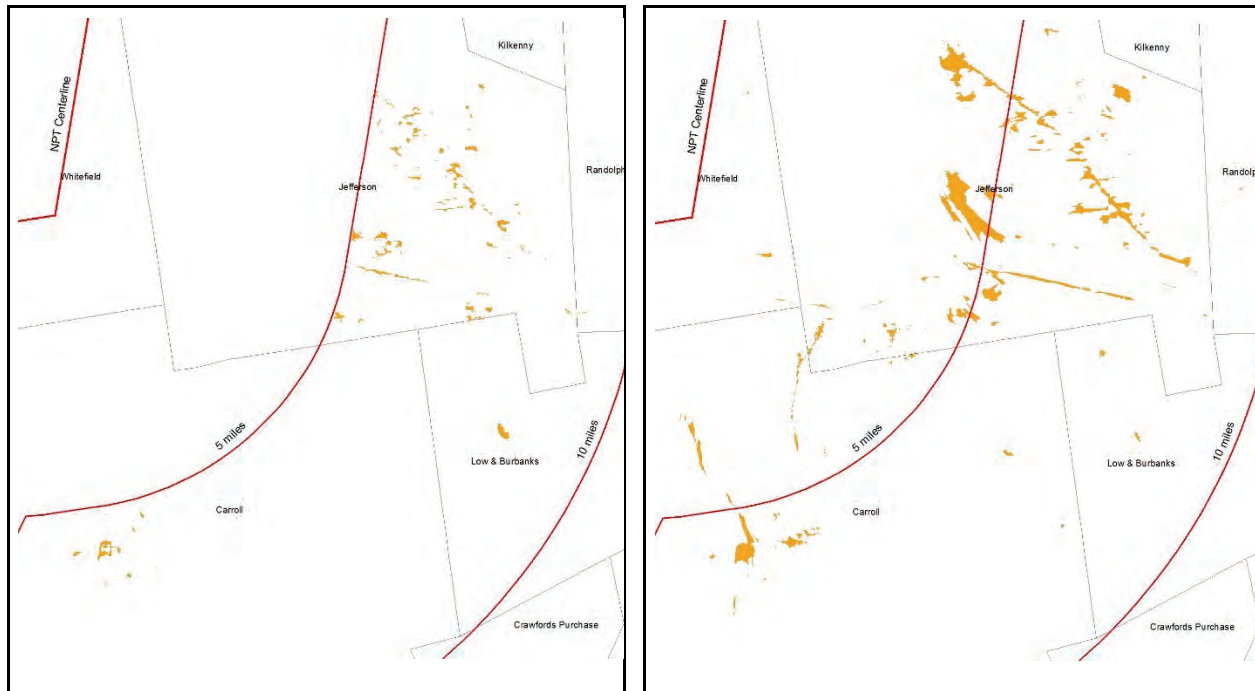 Kilkenny
NPT Centerline
Whitefield
Jefferson
Randolph
5 miles
10 miles
Low & Burbanks
Carroll
Crawfords Purchase
Kilkenny
NPT Centerline
Whitefield
Jefferson
Randolp
5 miles
10 miles
Low & Burbanks
Carroll
Crawfords Purchase